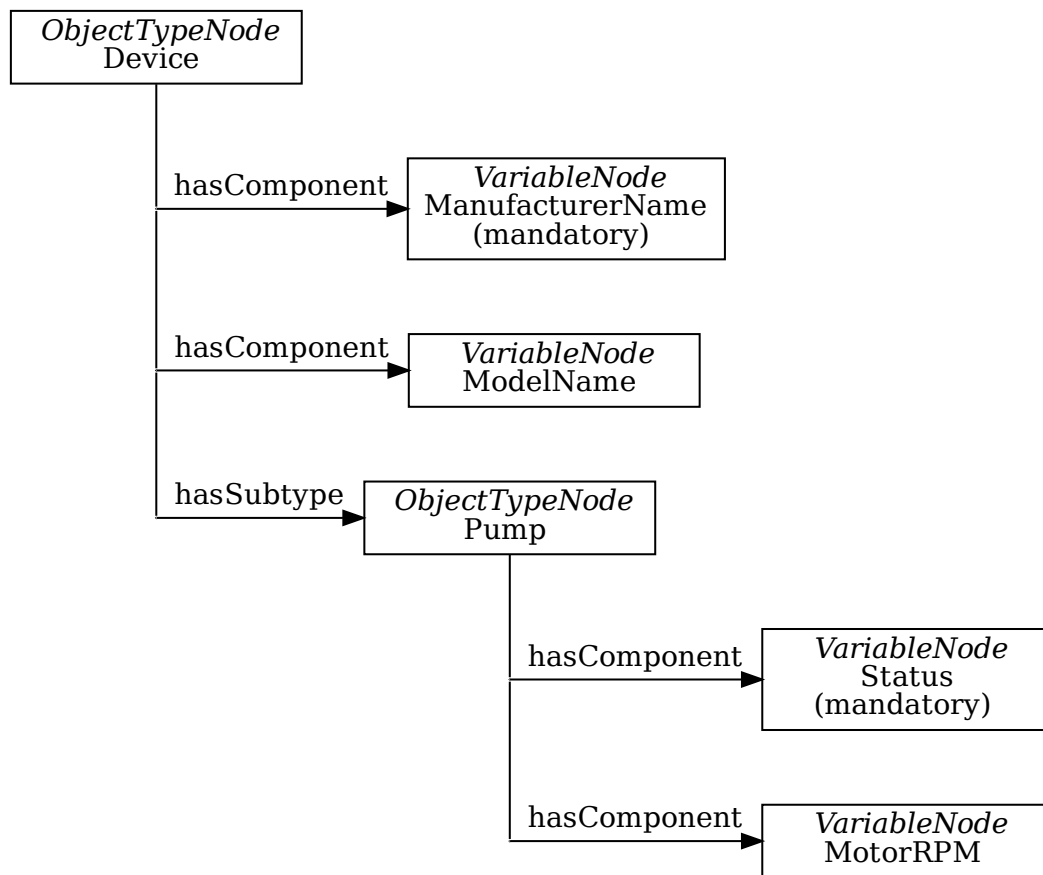 ObjectTypeNode
Device
hasComponent
VariableNode
ManufacturerName
(mandatory)
hasComponent
VariableNode
ModelName
hasSubtype
ObjectTypeNode
Pump
hasComponent
VariableNode
Status
(mandatory)
hasComponent
VariableNode
MotorRPM